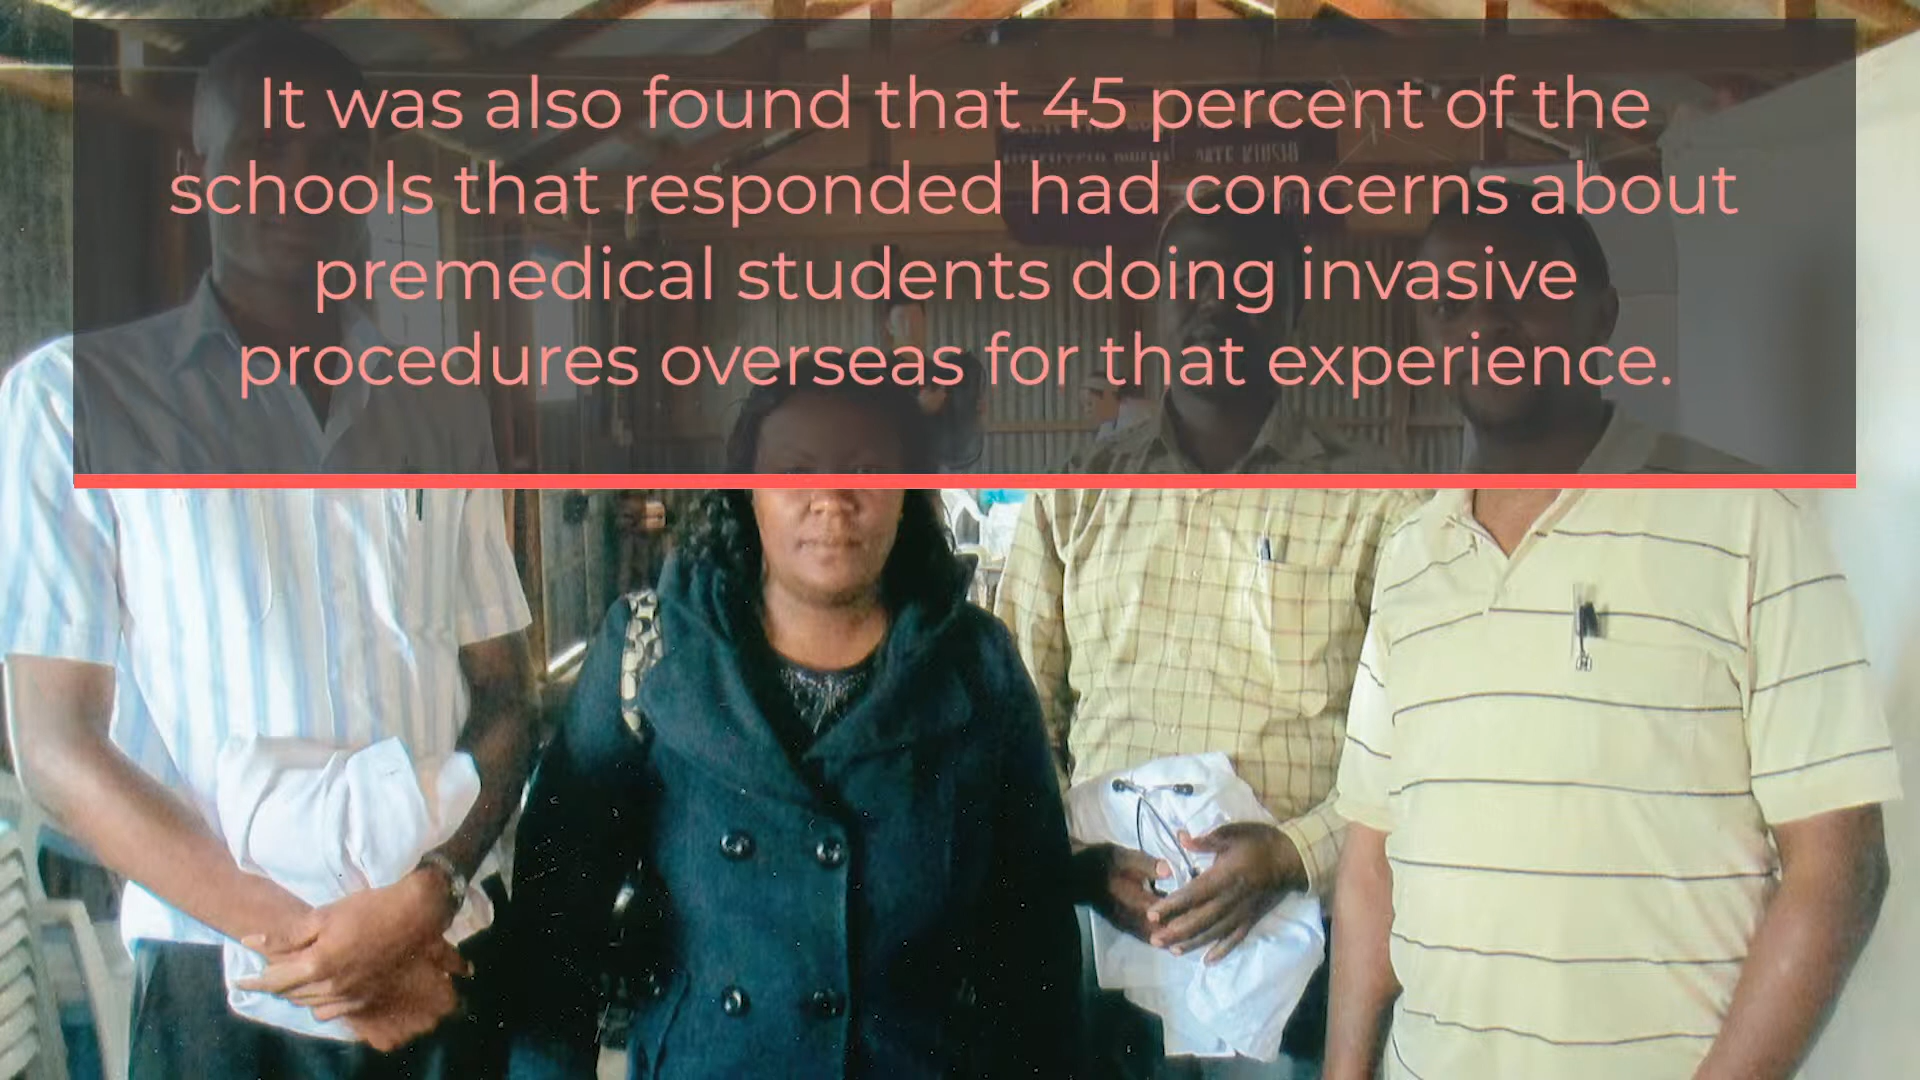 It was also found that 45 percent of the
schools that responded had concerns about
premedical students doing invasive
procedures overseas for that experience.